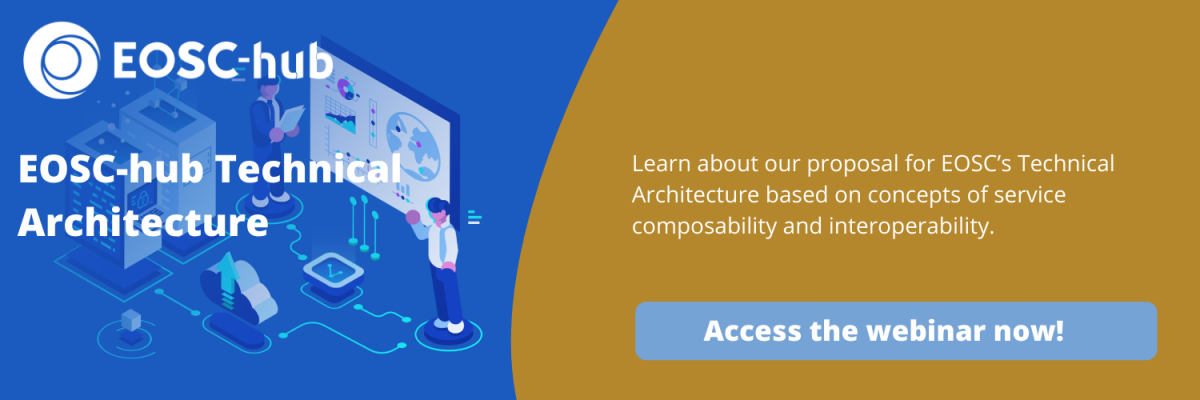 EOSC-hub
EOSC-hub Technical
Architecture
Learn about our proposal for EOSC’s Technical
Architecture based on concepts of service
composability and interoperability.
Access the webinar now!